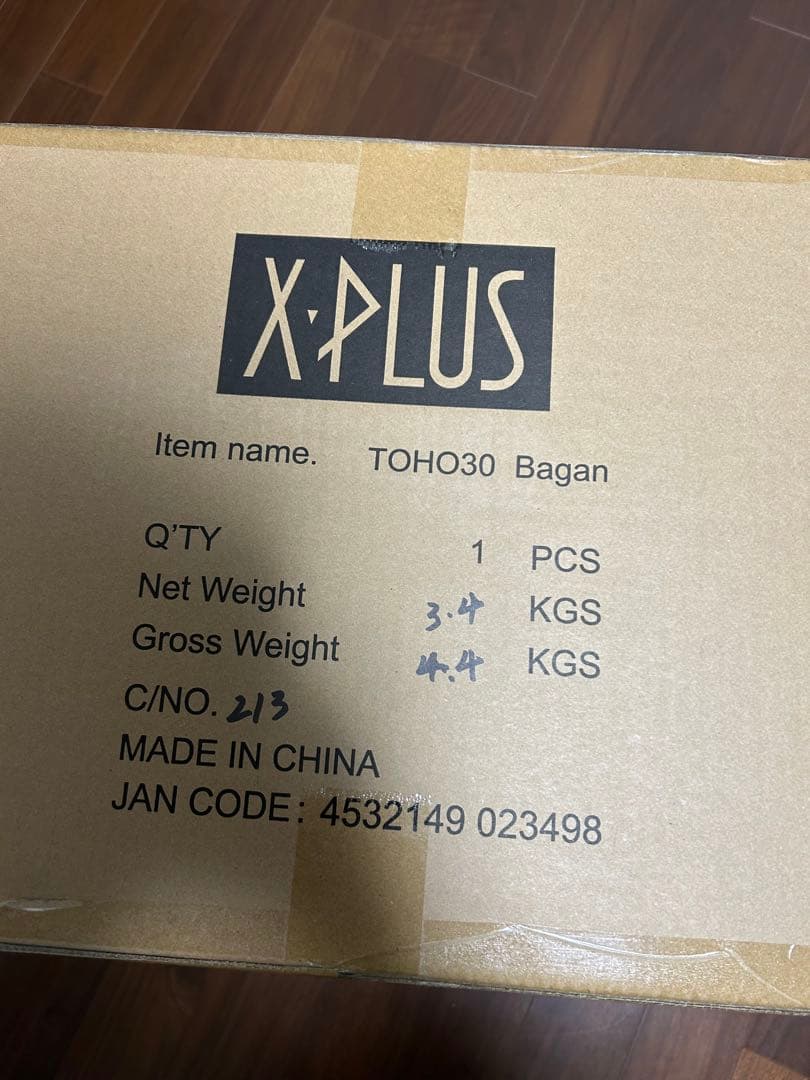 X·PLUS
Item name. TOHO30 Bagan
Q'TY 1 PCS
Net Weight 3.4 KGS
Gross Weight 4.4 KGS
C/NO. 213
MADE IN CHINA
JAN CODE: 4532149 023498